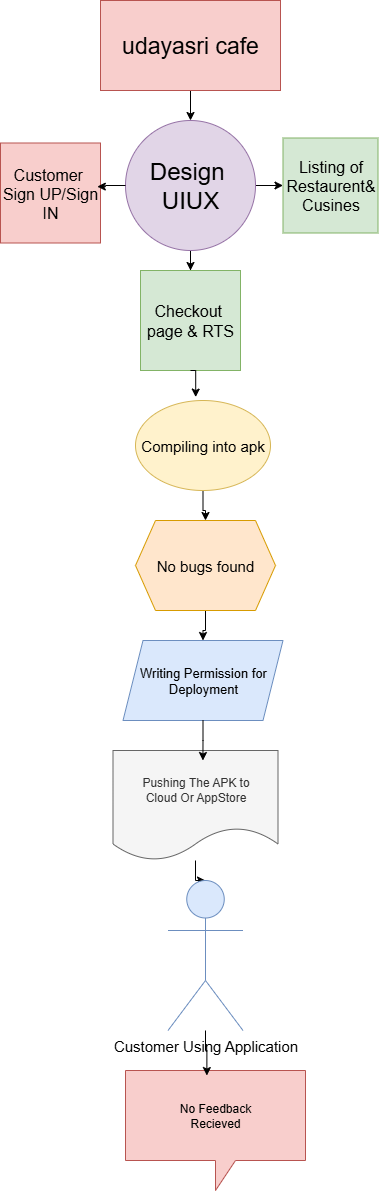 udayasri cafe
Design
UIUX
Customer
Sign UP/Sign
IN
Listing of
Restaurent&
Cusines
Checkout
page & RTS
Compiling into apk
No bugs found
Writing Permission for
Deployment
Pushing The APK to
Cloud Or AppStore
Customer Using Application
No Feedback
Recieved